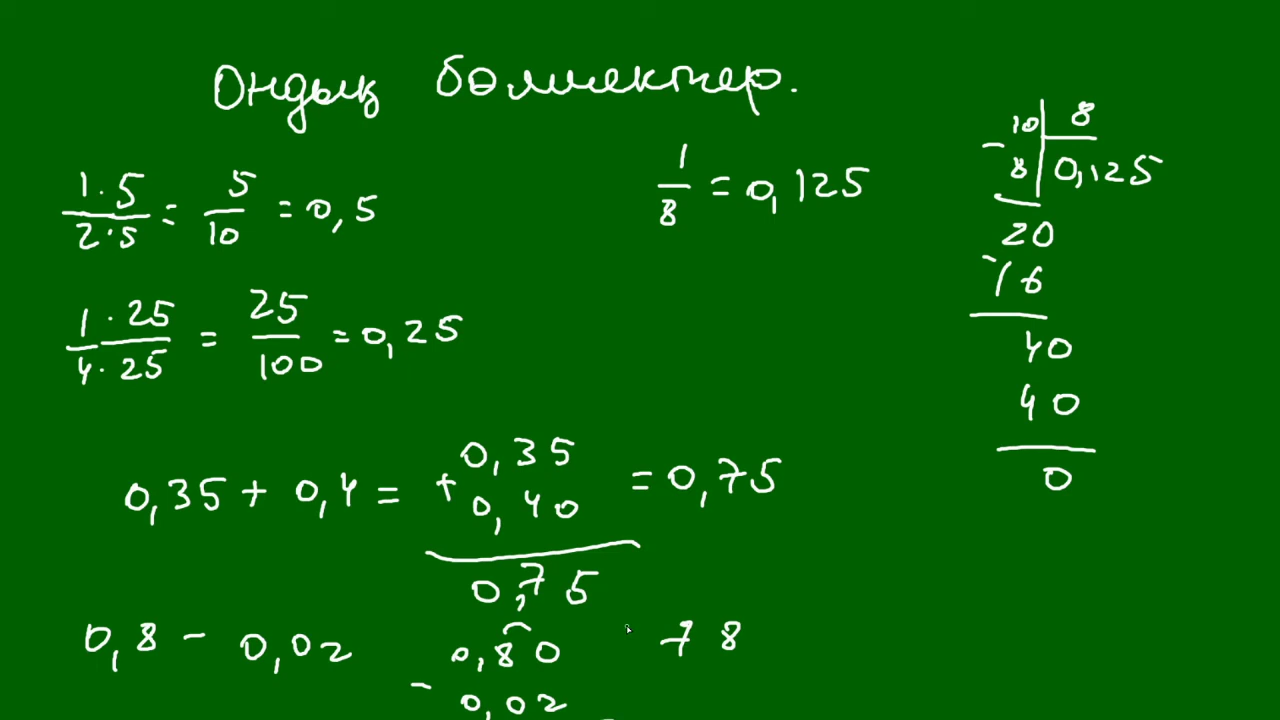 Ондық бөлшектер.
1·5/2·5 = 5/10 = 0,5
1·25/4·25 = 25/100 = 0,25
1/8 = 0,125
10 | 8
- 8 | 0,125
20
- 16
40
40
0
0,35 + 0,4 = 0,35 + 0,40 = 0,75
0,75
0,8 - 0,02
0,80
- 0,02
78